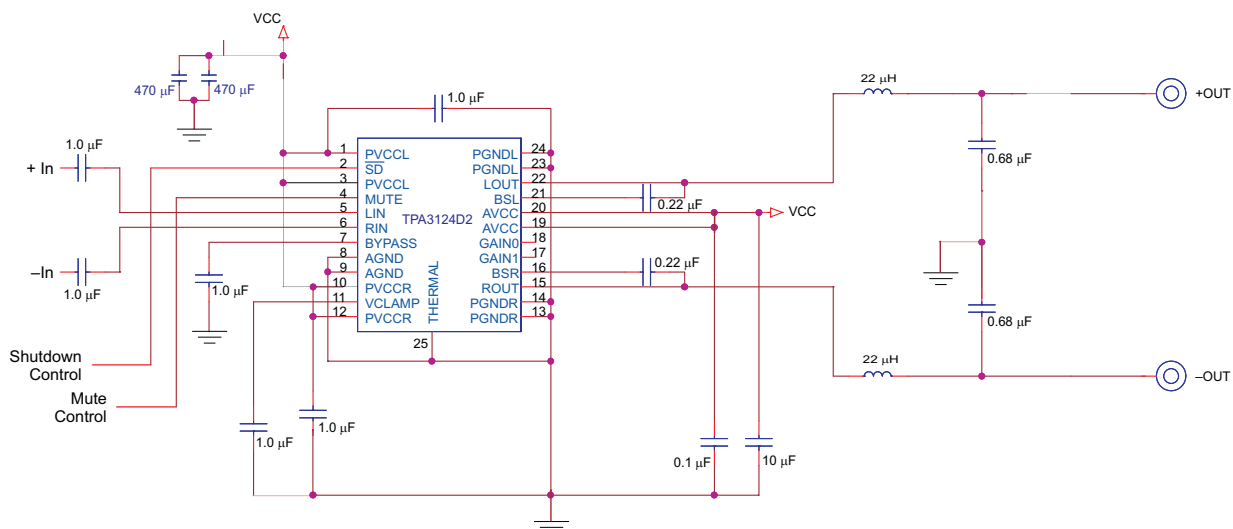 VCC
470 μF 470 μF
1.0 μF
22 μH
+OUT
1.0 μF
+ In
–In
1.0 μF
1.0 μF
Shutdown
Control
Mute
Control
1.0 μF
1.0 μF
1 PVCCL
2 SD
3 PVCCL
4 MUTE
5 LIN
6 RIN
7 BYPASS
8 AGND
9 AGND
10 PVCCR
11 VCLAMP
12 PVCCR
TPA3124D2
THERMAL
25
PGNDL 24
PGNDL 23
LOUT 22
BSL 21
AVCC 20
AVCC 19
GAIN0 18
GAIN1 17
BSR 16
ROUT 15
PGNDR 14
PGNDR 13
0.22 μF
VCC
0.22 μF
0.1 μF
10 μF
0.68 μF
0.68 μF
22 μH
–OUT